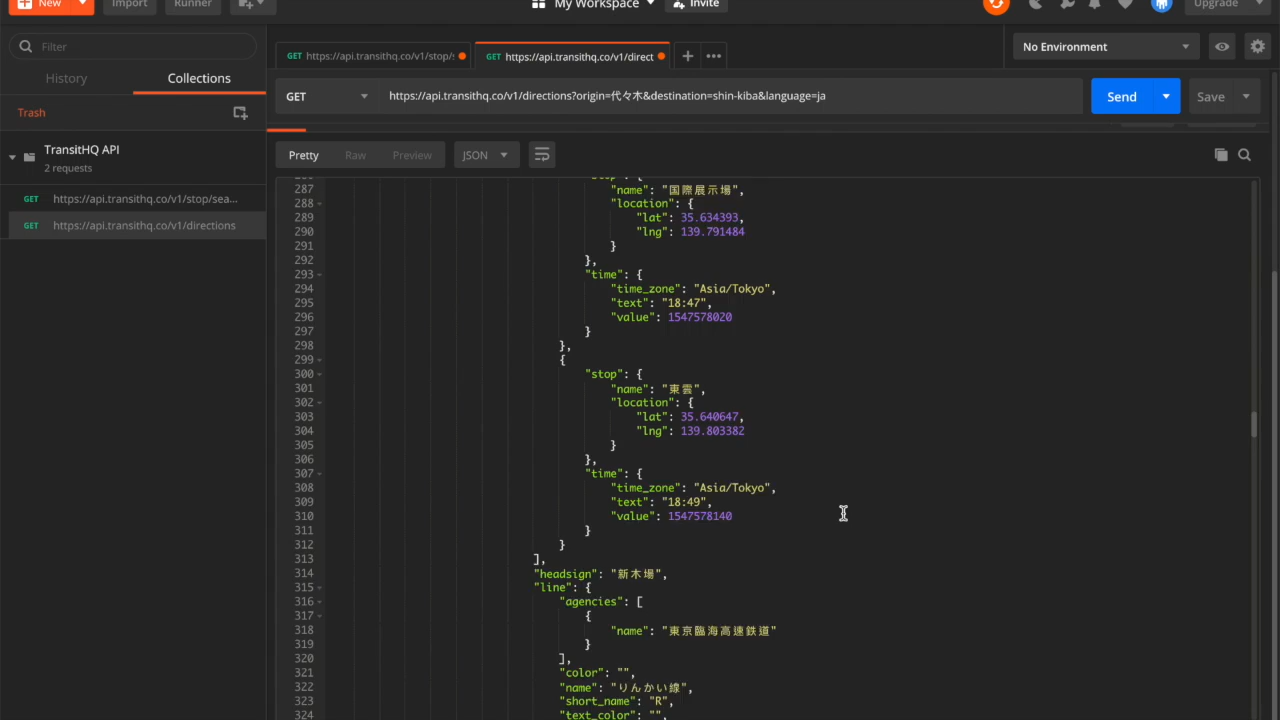 New
Import
Runner
My Workspace
Invite
Upgrade
Filter
History
Collections
Trash
TransitHQ API
2 requests
GET https://api.transithq.co/v1/stop/sea...
GET https://api.transithq.co/v1/directions
GET https://api.transithq.co/v1/stop/s
GET https://api.transithq.co/v1/direct
No Environment
GET
https://api.transithq.co/v1/directions?origin=代々木&destination=shin-kiba&language=ja
Send
Save
Pretty
Raw
Preview
JSON
287 "name": "国際展示場",
288 "location": {
289 "lat": 35.634393,
290 "lng": 139.791484
291 }
292 },
293 "time": {
294 "time_zone": "Asia/Tokyo",
295 "text": "18:47",
296 "value": 1547578020
297 }
298 },
299 {
300 "stop": {
301 "name": "東雲",
302 "location": {
303 "lat": 35.640647,
304 "lng": 139.803382
305 }
306 },
307 "time": {
308 "time_zone": "Asia/Tokyo",
309 "text": "18:49",
310 "value": 1547578140
311 }
312 }
313 ],
314 "headsign": "新木場",
315 "line": {
316 "agencies": [
317 {
318 "name": "東京臨海高速鉄道"
319 }
320 ],
321 "color": "",
322 "name": "りんかい線",
323 "short_name": "R",
324 "text_color": "",